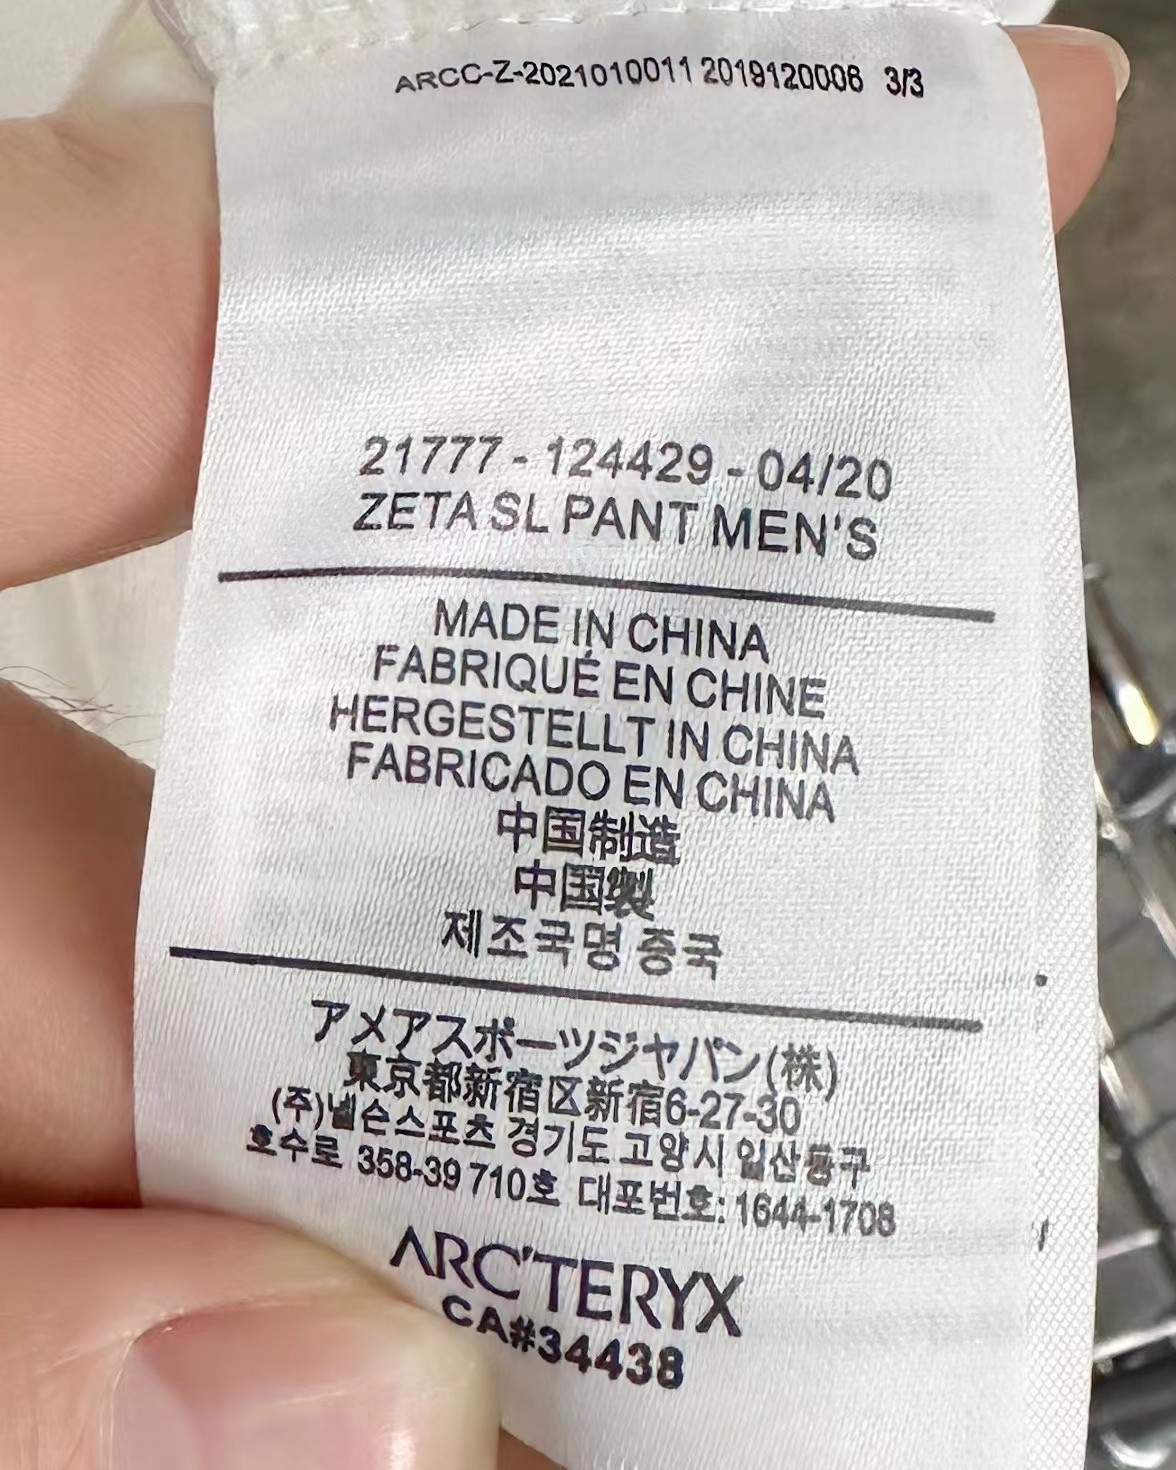 ARCC-Z-2021010011 2019120006 3/3
21777 - 124429 - 04/20
ZETA SL PANT MEN'S
MADE IN CHINA
FABRIQUÉ EN CHINE
HERGESTELLT IN CHINA
FABRICADO EN CHINA
中国制造
中国製
제조국명 중국
アメアスポーツジャパン(株)
東京都新宿区新宿6-27-30
(주)넬슨스포츠 경기도 고양시 일산동구
호수로 358-39 710호 대표번호: 1644-1708
ARC'TERYX
CA#34438